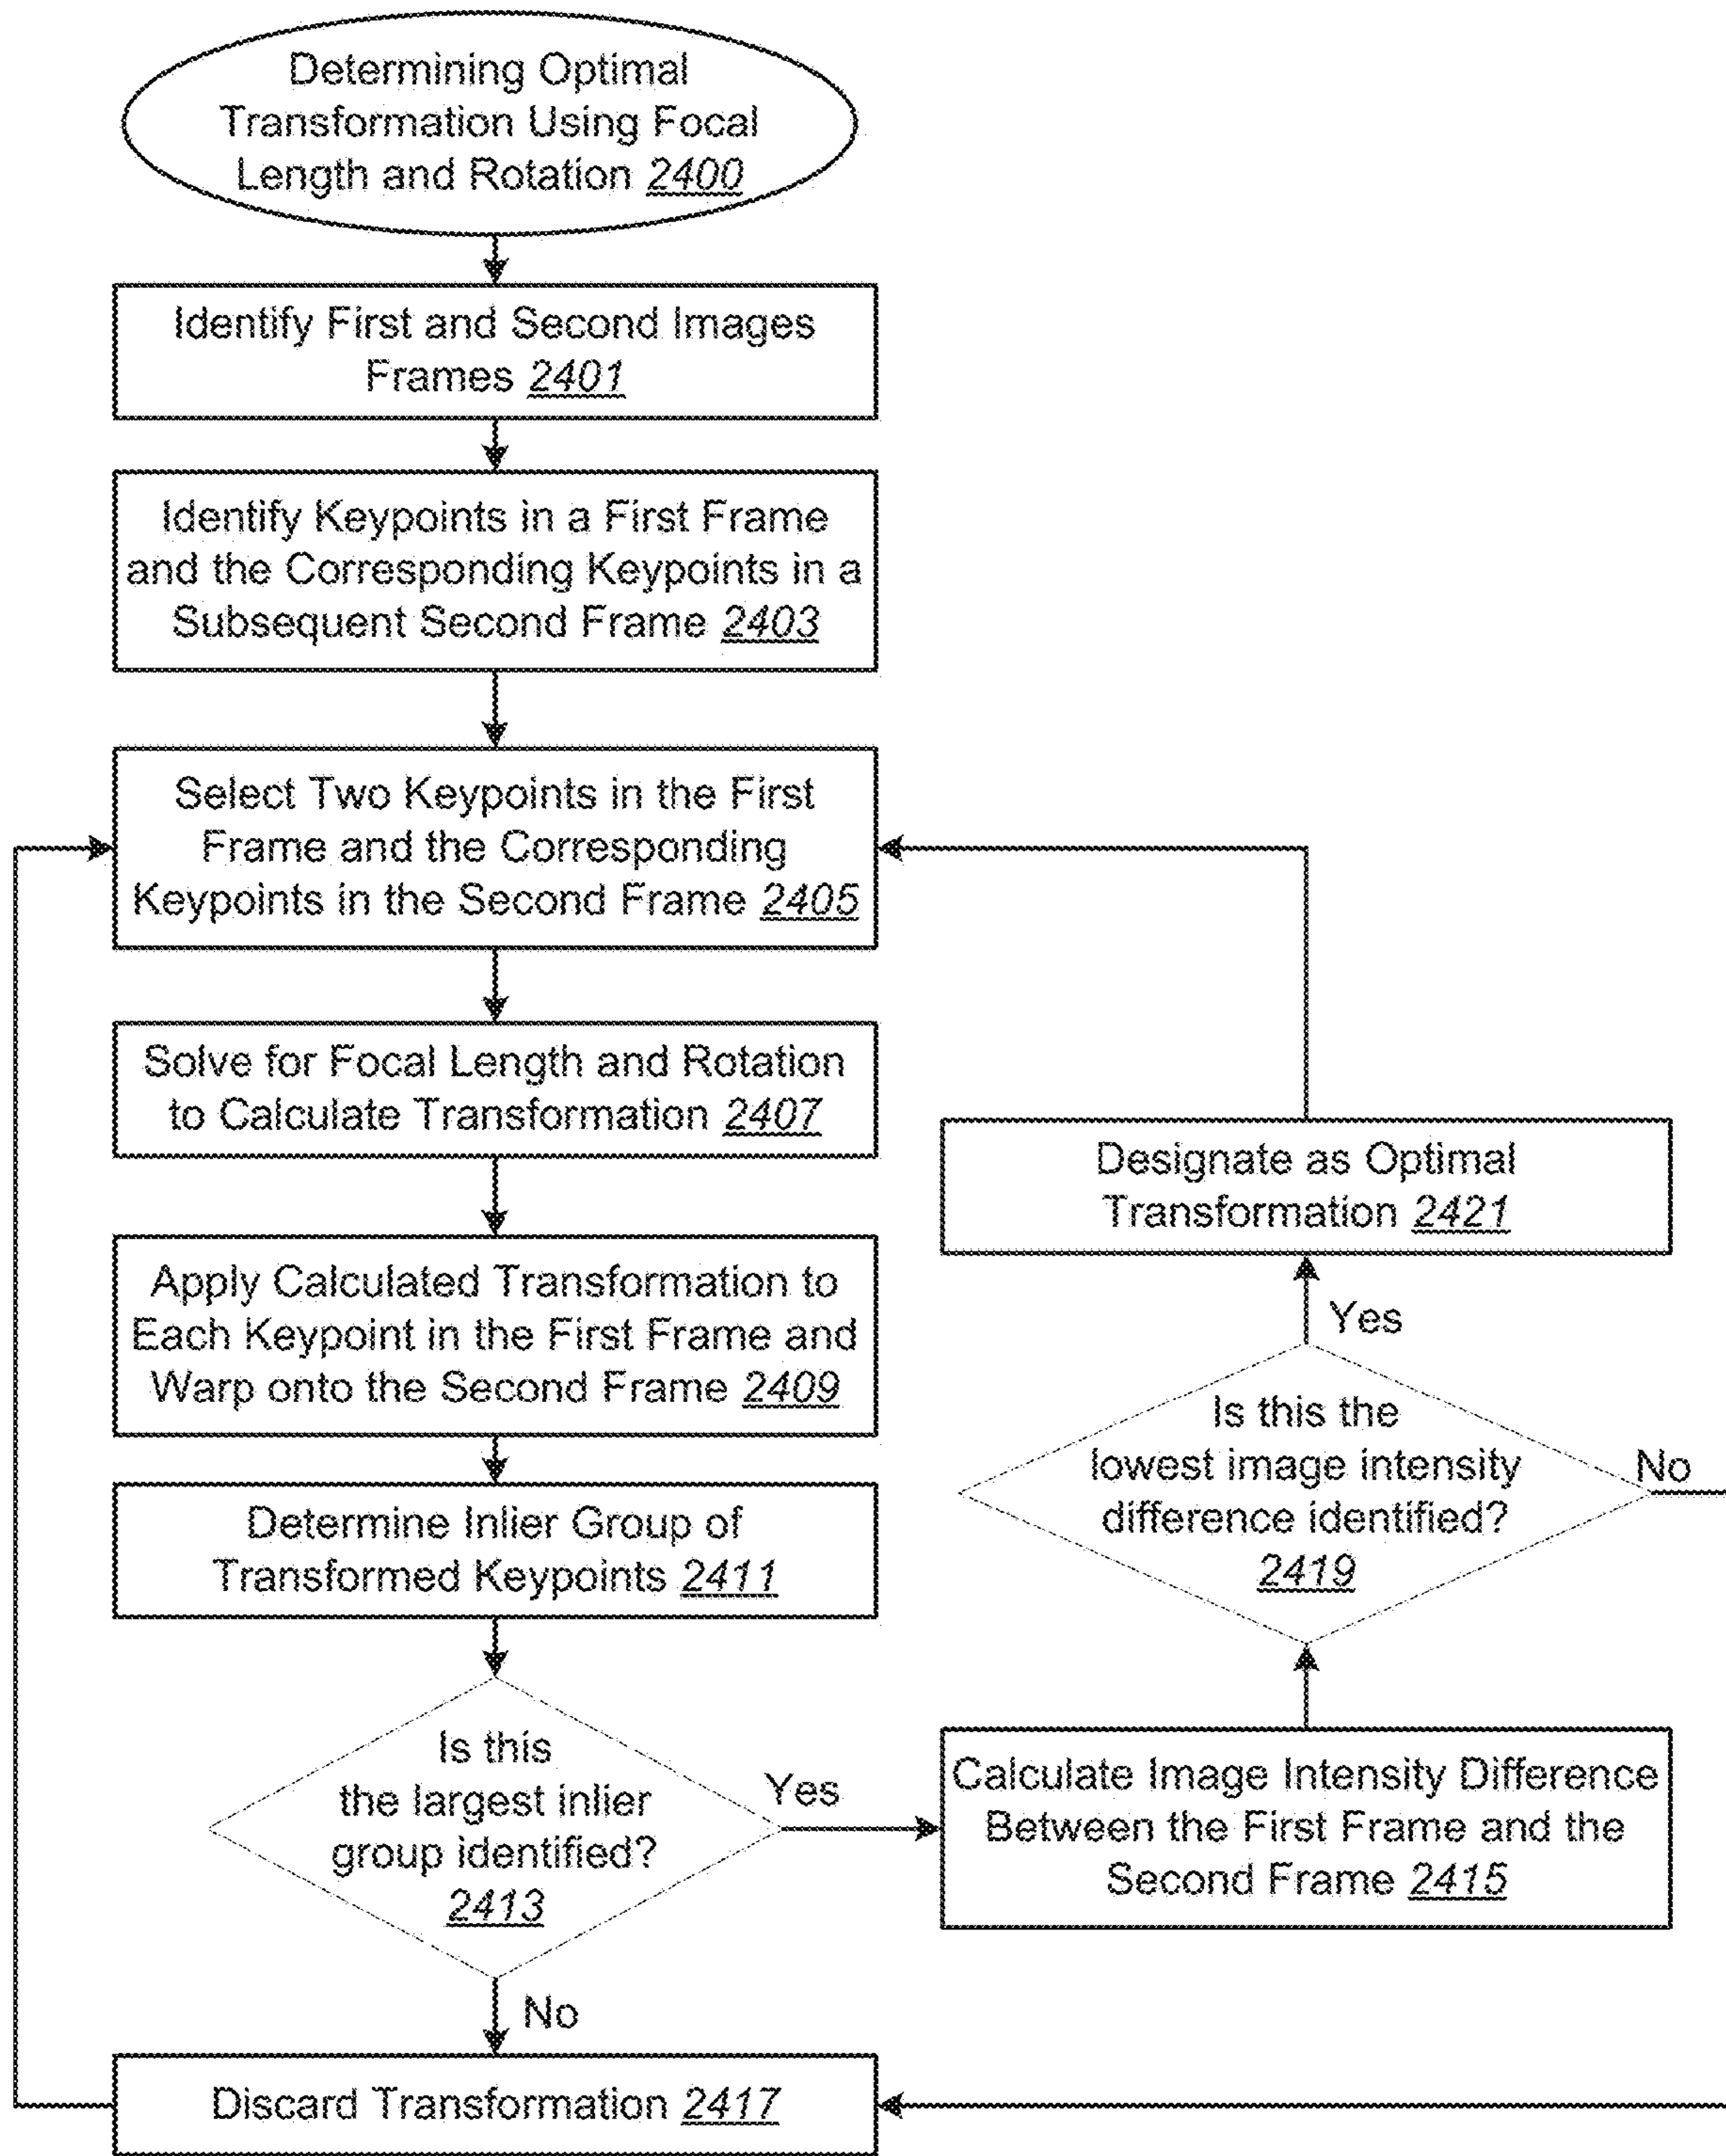 Determining Optimal
Transformation Using Focal
Length and Rotation 2400
Identify First and Second Images
Frames 2401
Identify Keypoints in a First Frame
and the Corresponding Keypoints in a
Subsequent Second Frame 2403
Select Two Keypoints in the First
Frame and the Corresponding
Keypoints in the Second Frame 2405
Solve for Focal Length and Rotation
to Calculate Transformation 2407
Apply Calculated Transformation to
Each Keypoint in the First Frame and
Warp onto the Second Frame 2409
Determine Inlier Group of
Transformed Keypoints 2411
Is this
the largest inlier
group identified?
2413
Yes
No
Calculate Image Intensity Difference
Between the First Frame and the
Second Frame 2415
Is this the
lowest image intensity
difference identified?
2419
Yes
No
Designate as Optimal
Transformation 2421
Discard Transformation 2417